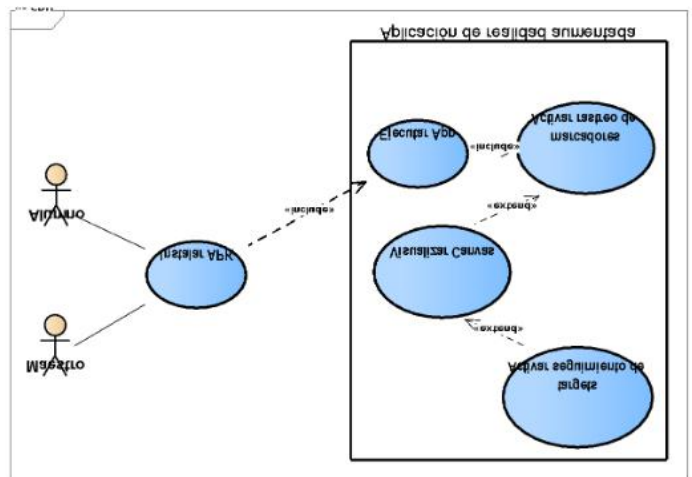 Aplicación de realidad aumentada
Ejecutar App
«include»
Activar rastreo de
marcadores
Alumno
«include»
«extend»
Instalar APK
Visualizar Canvas
«extend»
Maestro
Activar seguimiento de
targets